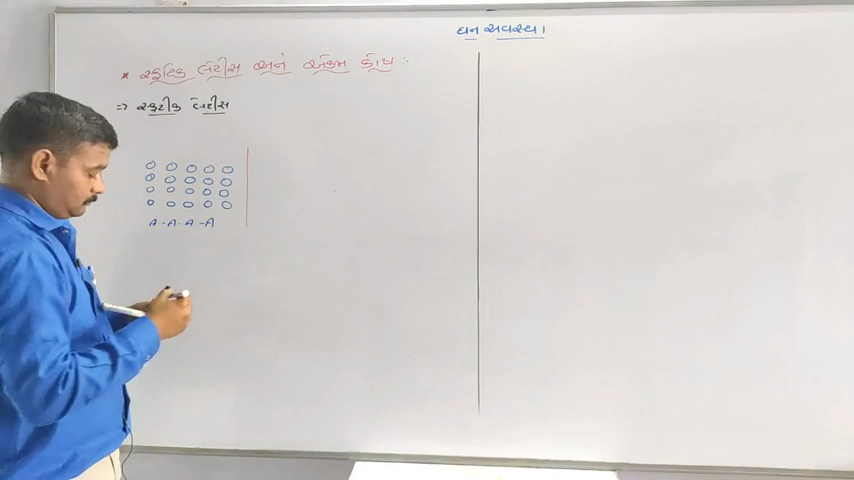 ઘન અવસ્થા
* સ્ફટિક લેટીસ અને એકમ કોષ :-
⇒ સ્ફટીક લેટીસ
A - A - A - A